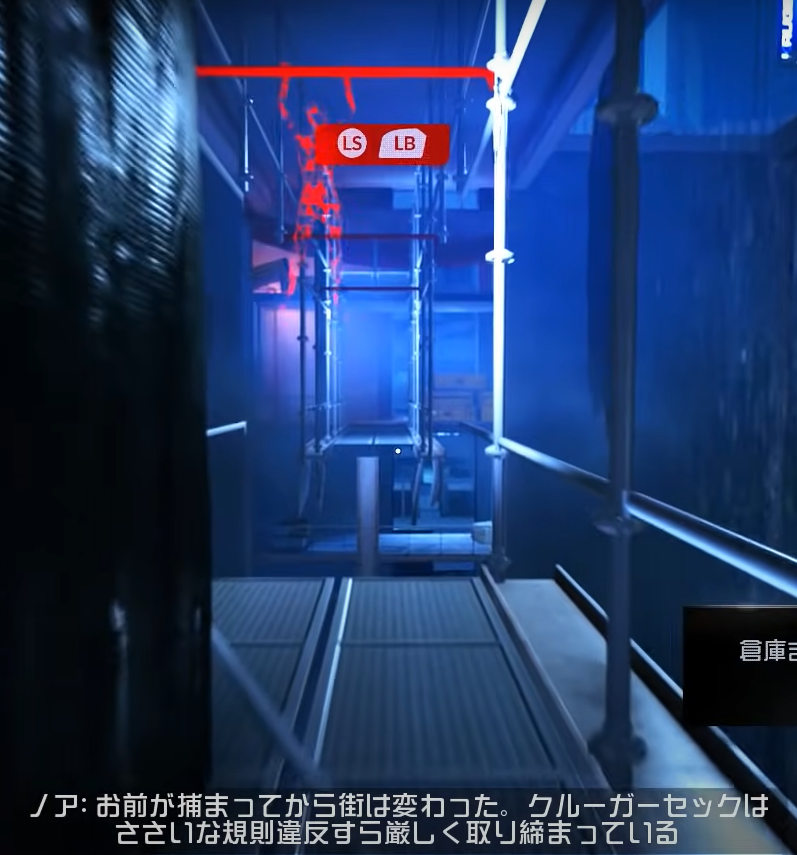 LS LB
倉庫
ノア: お前が捕まってから街は変わった。クルーガーセックは
ささいな規則違反すら厳しく取り締まっている